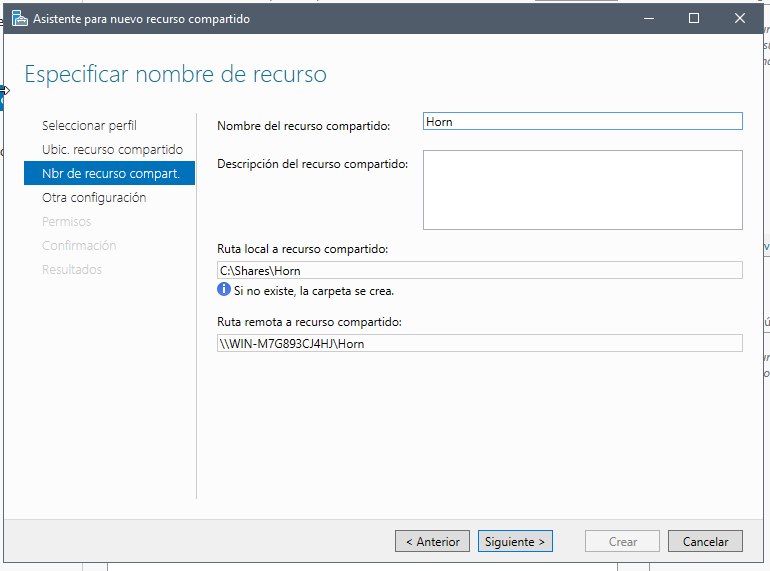 Asistente para nuevo recurso compartido
Especificar nombre de recurso
Seleccionar perfil
Ubic. recurso compartido
Nbr de recurso compart.
Otra configuración
Permisos
Confirmación
Resultados
Nombre del recurso compartido:
Horn
Descripción del recurso compartido:
Ruta local a recurso compartido:
C:\Shares\Horn
Si no existe, la carpeta se crea.
Ruta remota a recurso compartido:
\\WIN-M7G893CJ4HJ\Horn
< Anterior
Siguiente >
Crear
Cancelar